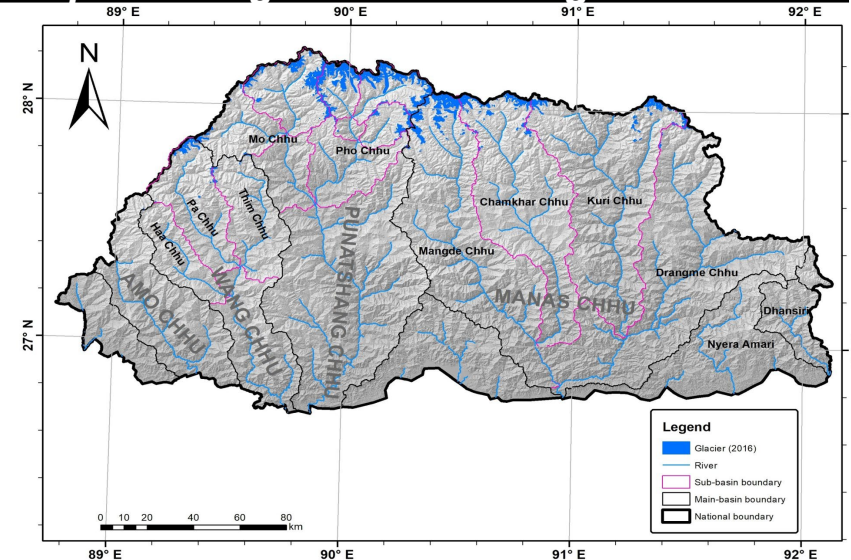 89° E 90° E 91° E 92° E
N
28° N
Mo Chhu
Pho Chhu
Thim Chhu
Pa Chhu
Haa Chhu
Chamkhar Chhu
Kuri Chhu
Mangde Chhu
Drangme Chhu
AMO CHHU
WANG CHHU
PUNATSHANG CHHU
MANAS CHHU
Dhansiri
27° N
Nyera Amari
Legend
Glacier (2016)
River
Sub-basin boundary
Main-basin boundary
National boundary
0 10 20 40 60 80
km
89° E 90° E 91° E 92° E